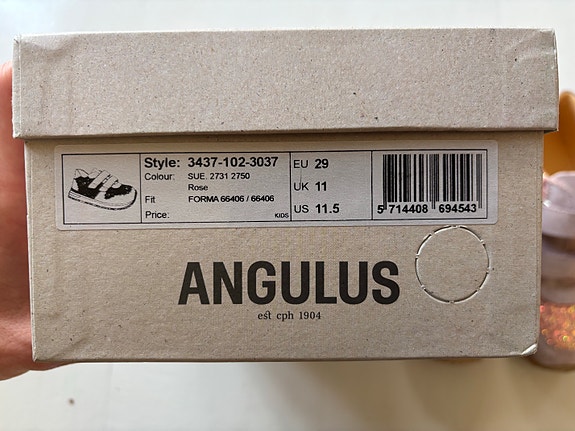 Style: 3437-102-3037
Colour: SUE. 2731 2750
Rose
Fit FORMA 66406 / 66406
Price: KIDS
EU 29
UK 11
US 11.5
5 714408 694543
ANGULUS
est cph 1904